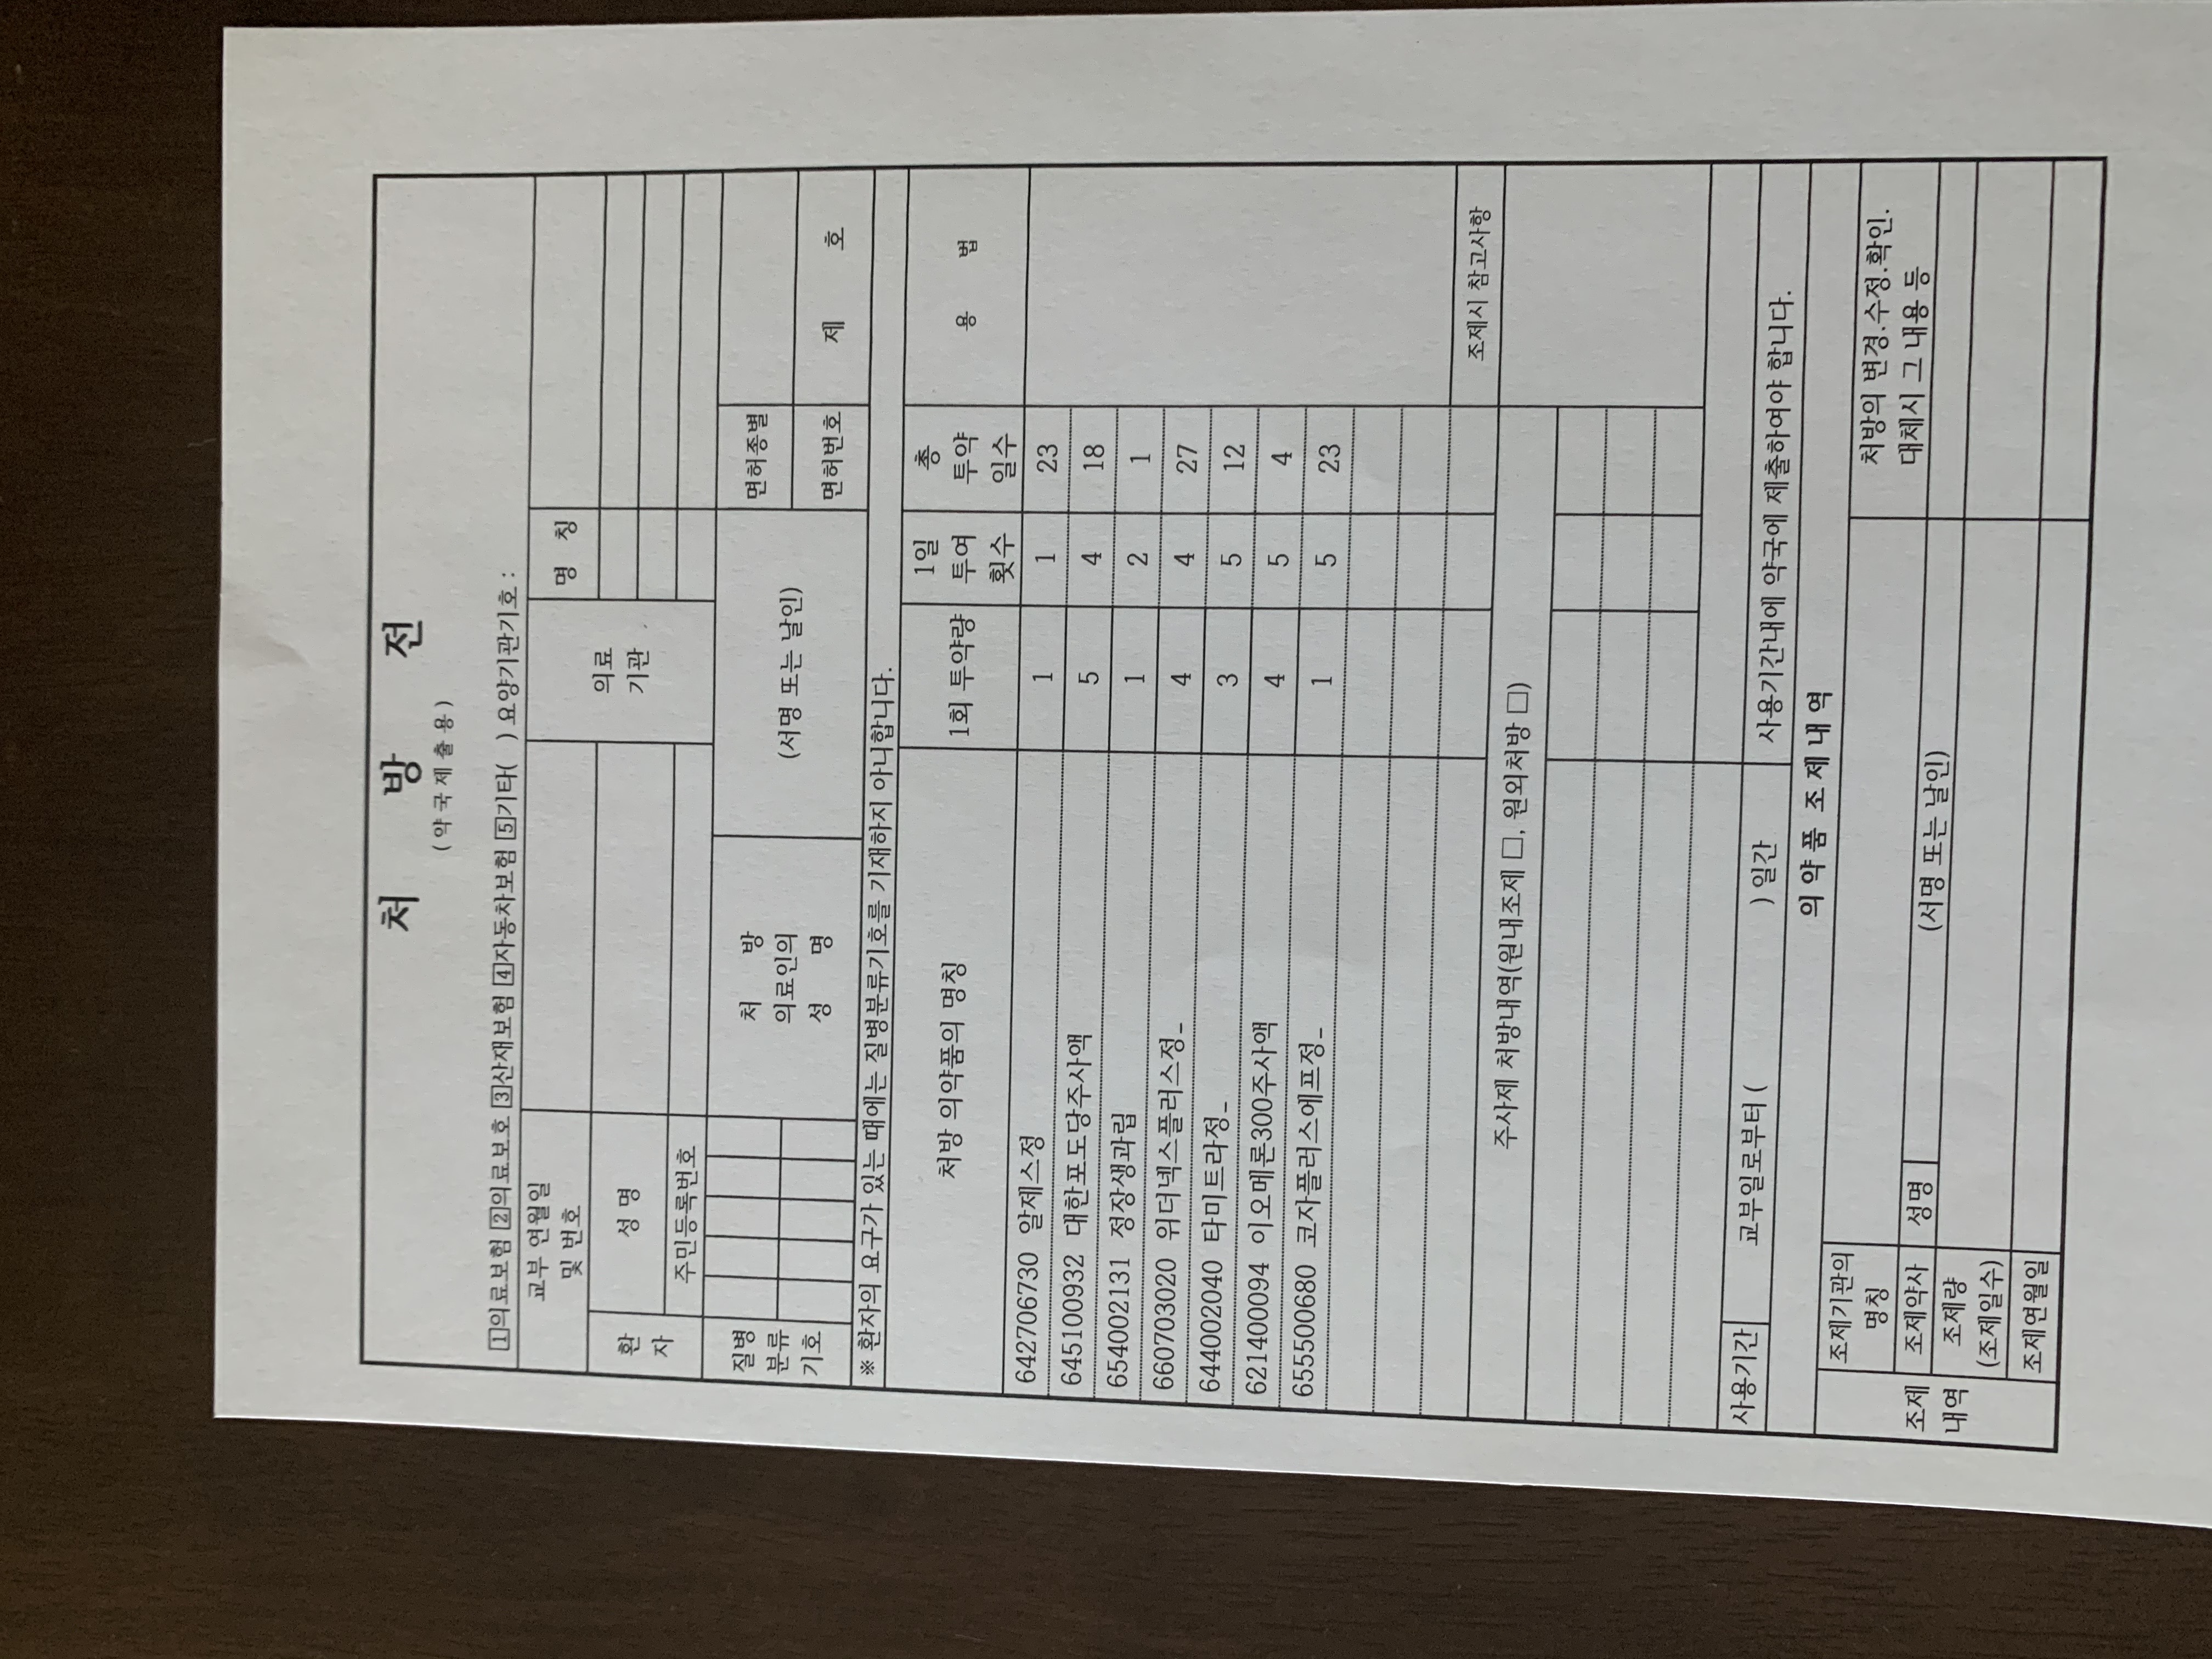 처 방 전
(약국제출용)
1의료보험 2의료보호 3산재보험 4자동차보험 5기타( ) 요양기관기호 :
교부 연월일
및 번호
의료
기관
명 칭
환
자
성 명
주민등록번호
질병
분류
기호
처 방
의료인의
성 명
(서명 또는 날인)
면허종별
면허번호
제 호
※ 환자의 요구가 있는 때에는 질병분류기호를 기재하지 아니합니다.
처방 의약품의 명칭
1회 투약량
1일
투여
횟수
총
투약
일수
용 법
642706730 알제스정 1 1 23
645100932 대한포도당주사액 5 4 18
654002131 정장생과립 1 2 1
660703020 위더넥스플러스정_ 4 4 27
644002040 타미트라정_ 3 5 12
621400094 이오메론300주사액 4 5 4
655500680 코자플러스에프정_ 1 5 23
조제시 참고사항
주사제 처방내역(원내조제 □, 원외처방 □)
사용기간 교부일로부터 ( ) 일간 사용기간내에 약국에 제출하여야 합니다.
의약품 조제내역
조제
내역
조제기관의
명칭
처방의 변경.수정.확인.
대체시 그 내용 등
조제약사 성명 (서명 또는 날인)
조제량
(조제일수)
조제연월일